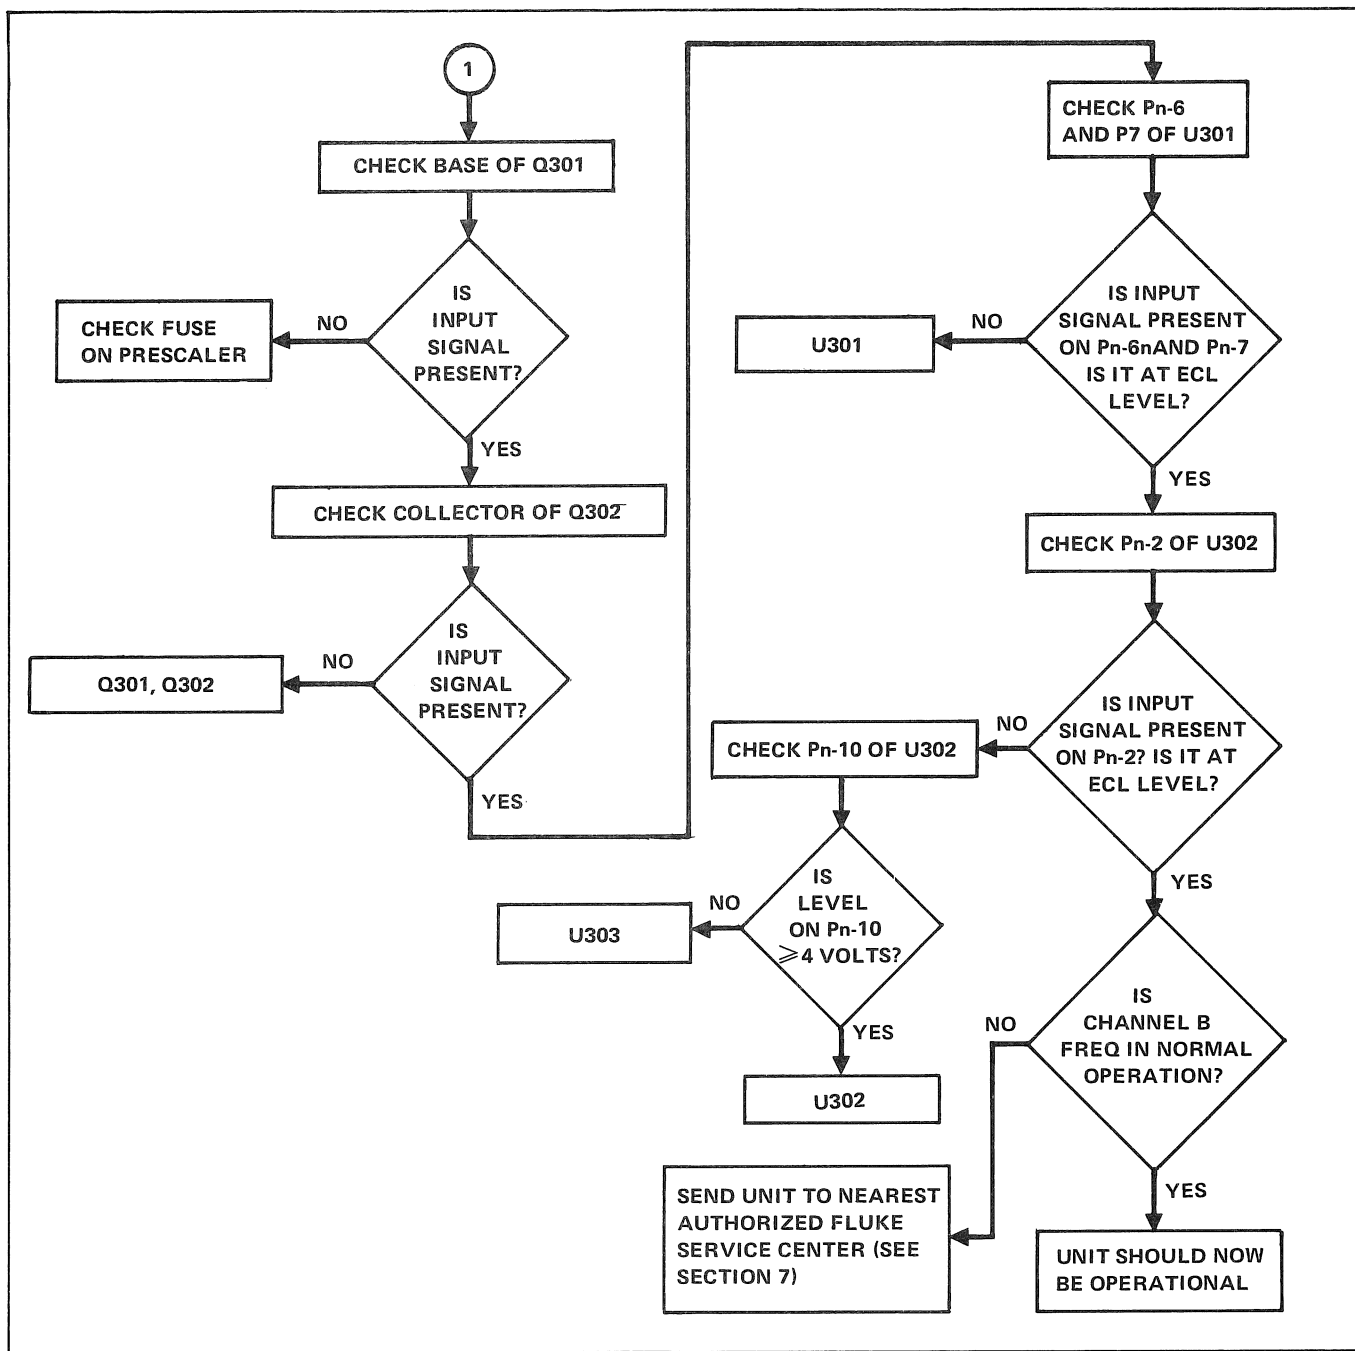 1
CHECK BASE OF Q301
IS
INPUT
SIGNAL
PRESENT?
NO
CHECK FUSE
ON PRESCALER
YES
CHECK COLLECTOR OF Q302
IS
INPUT
SIGNAL
PRESENT?
NO
Q301, Q302
YES
CHECK Pn-6
AND P7 OF U301
IS INPUT
SIGNAL PRESENT
ON Pn-6nAND Pn-7
IS IT AT ECL
LEVEL?
NO
U301
YES
CHECK Pn-2 OF U302
IS INPUT
SIGNAL PRESENT
ON Pn-2? IS IT AT
ECL LEVEL?
NO
CHECK Pn-10 OF U302
IS
LEVEL
ON Pn-10
⩾4 VOLTS?
NO
U303
YES
U302
YES
IS
CHANNEL B
FREQ IN NORMAL
OPERATION?
NO
SEND UNIT TO NEAREST
AUTHORIZED FLUKE
SERVICE CENTER (SEE
SECTION 7)
YES
UNIT SHOULD NOW
BE OPERATIONAL